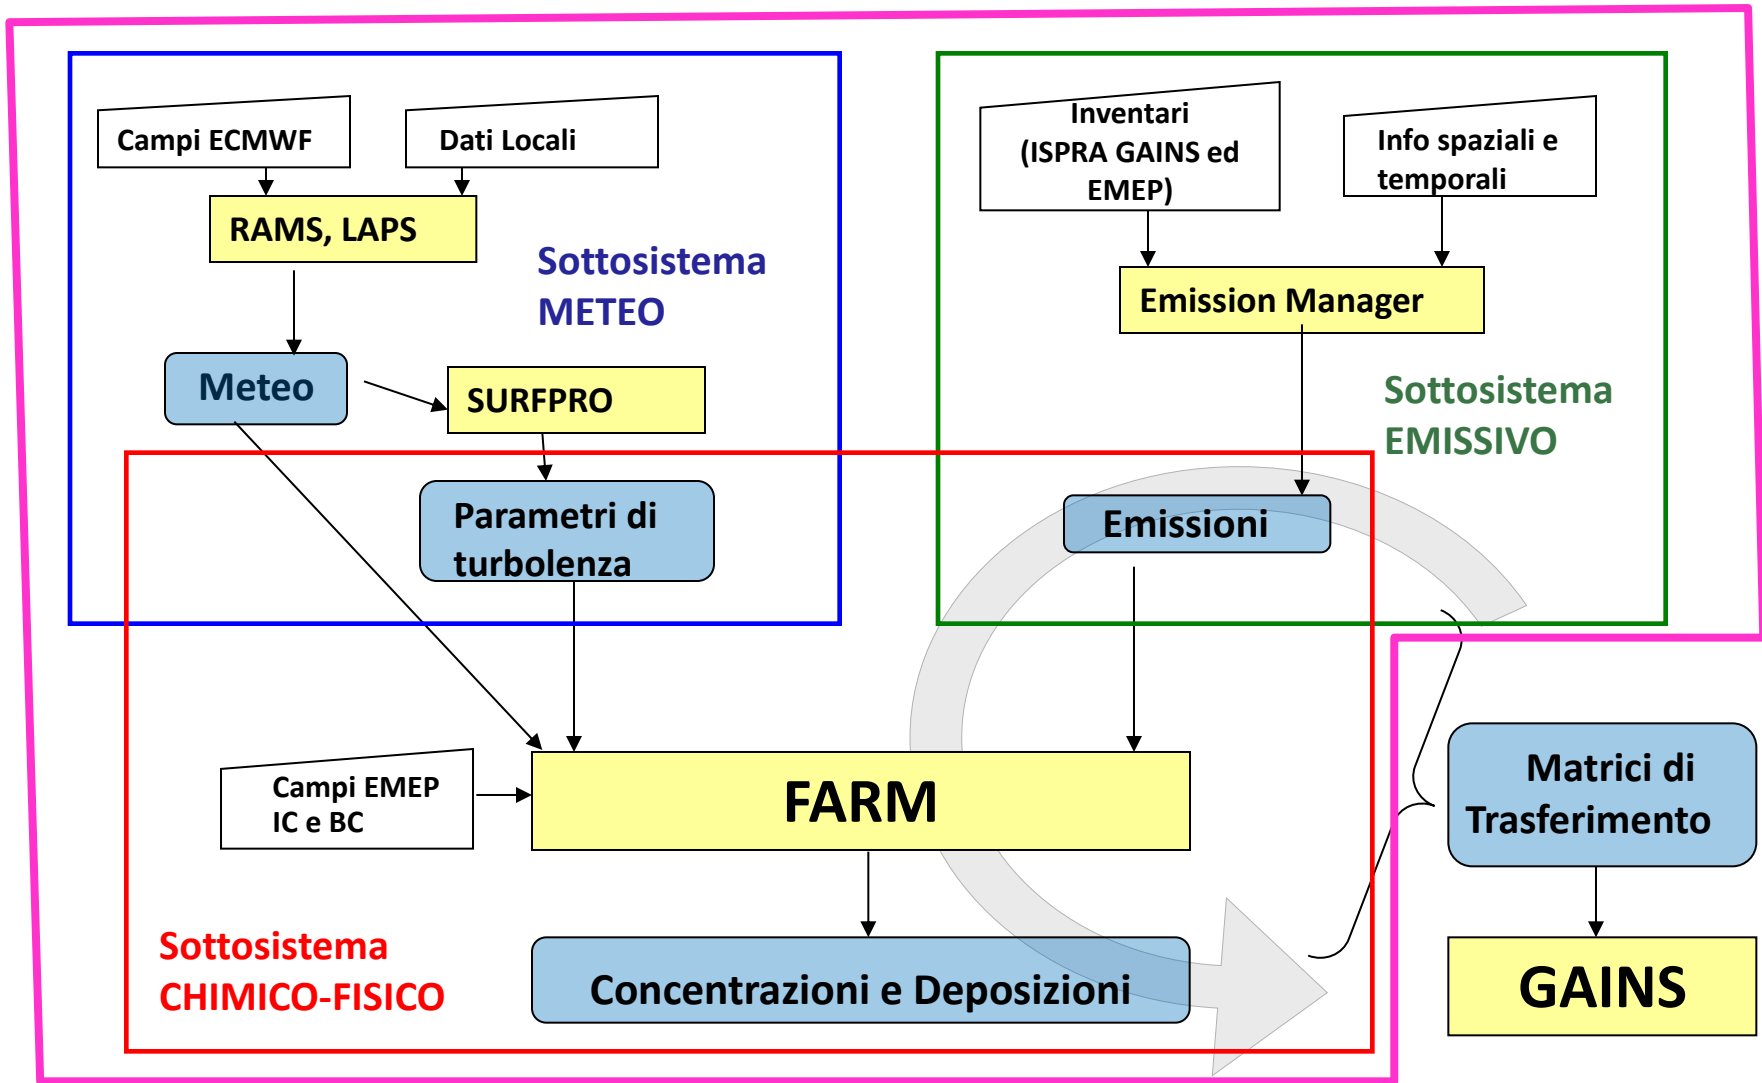 Campi ECMWF
Dati Locali
RAMS, LAPS
Sottosistema
METEO
Meteo
SURFPRO
Parametri di
turbolenza
Inventari
(ISPRA GAINS ed
EMEP)
Info spaziali e
temporali
Emission Manager
Sottosistema
EMISSIVO
Emissioni
Campi EMEP
IC e BC
FARM
Sottosistema
CHIMICO-FISICO
Concentrazioni e Deposizioni
Matrici di
Trasferimento
GAINS